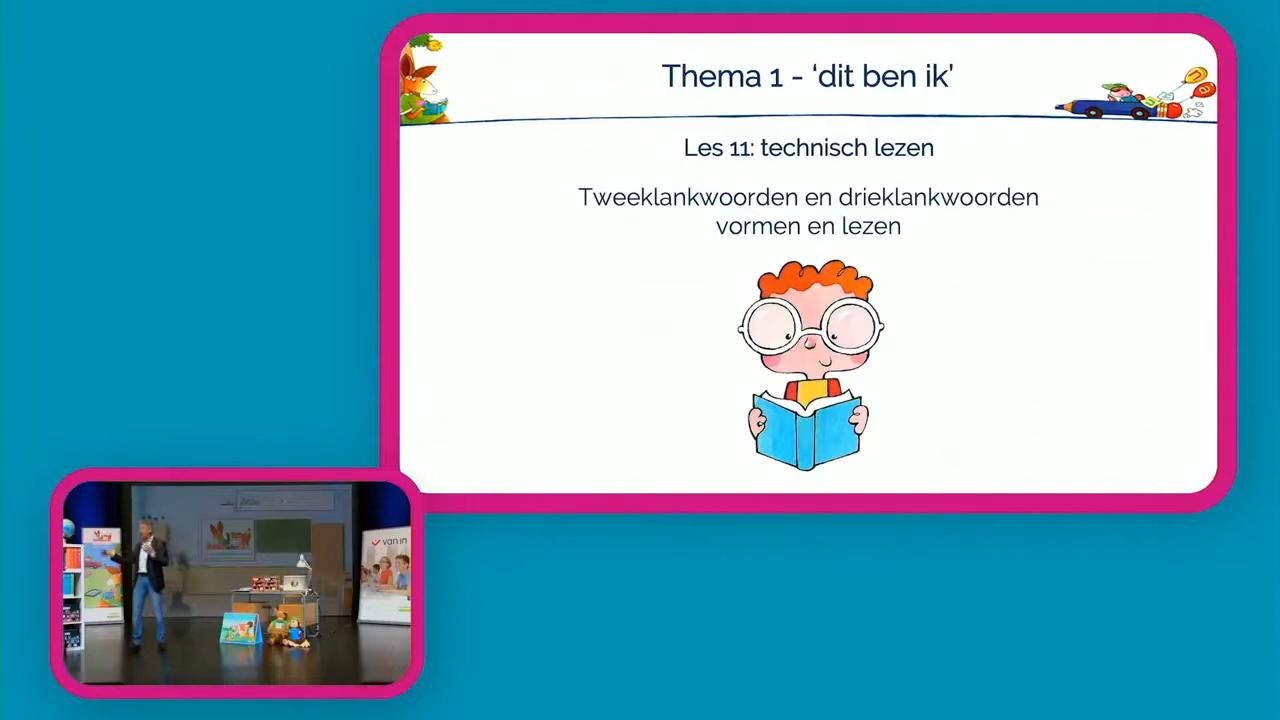 Thema 1 - ‘dit ben ik’
Les 11: technisch lezen
Tweeklankwoorden en drieklankwoorden
vormen en lezen
van in